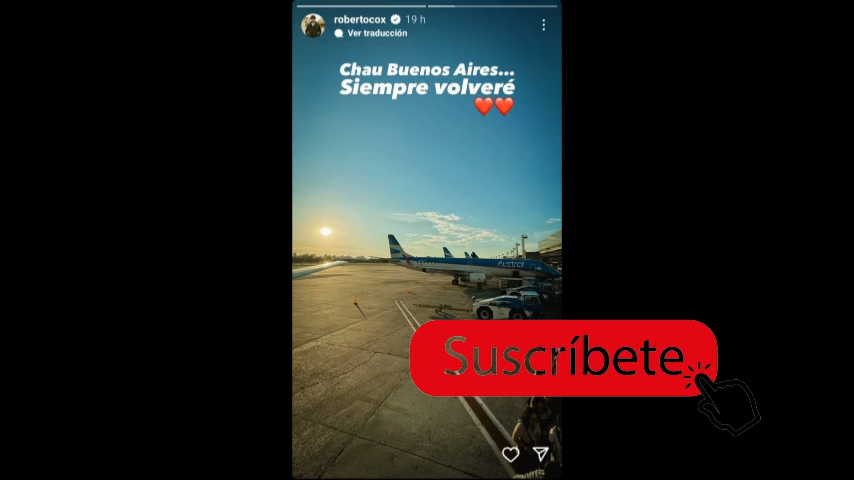 robertocox 19 h
Ver traducción
Chau Buenos Aires...
Siempre volveré
Suscríbete